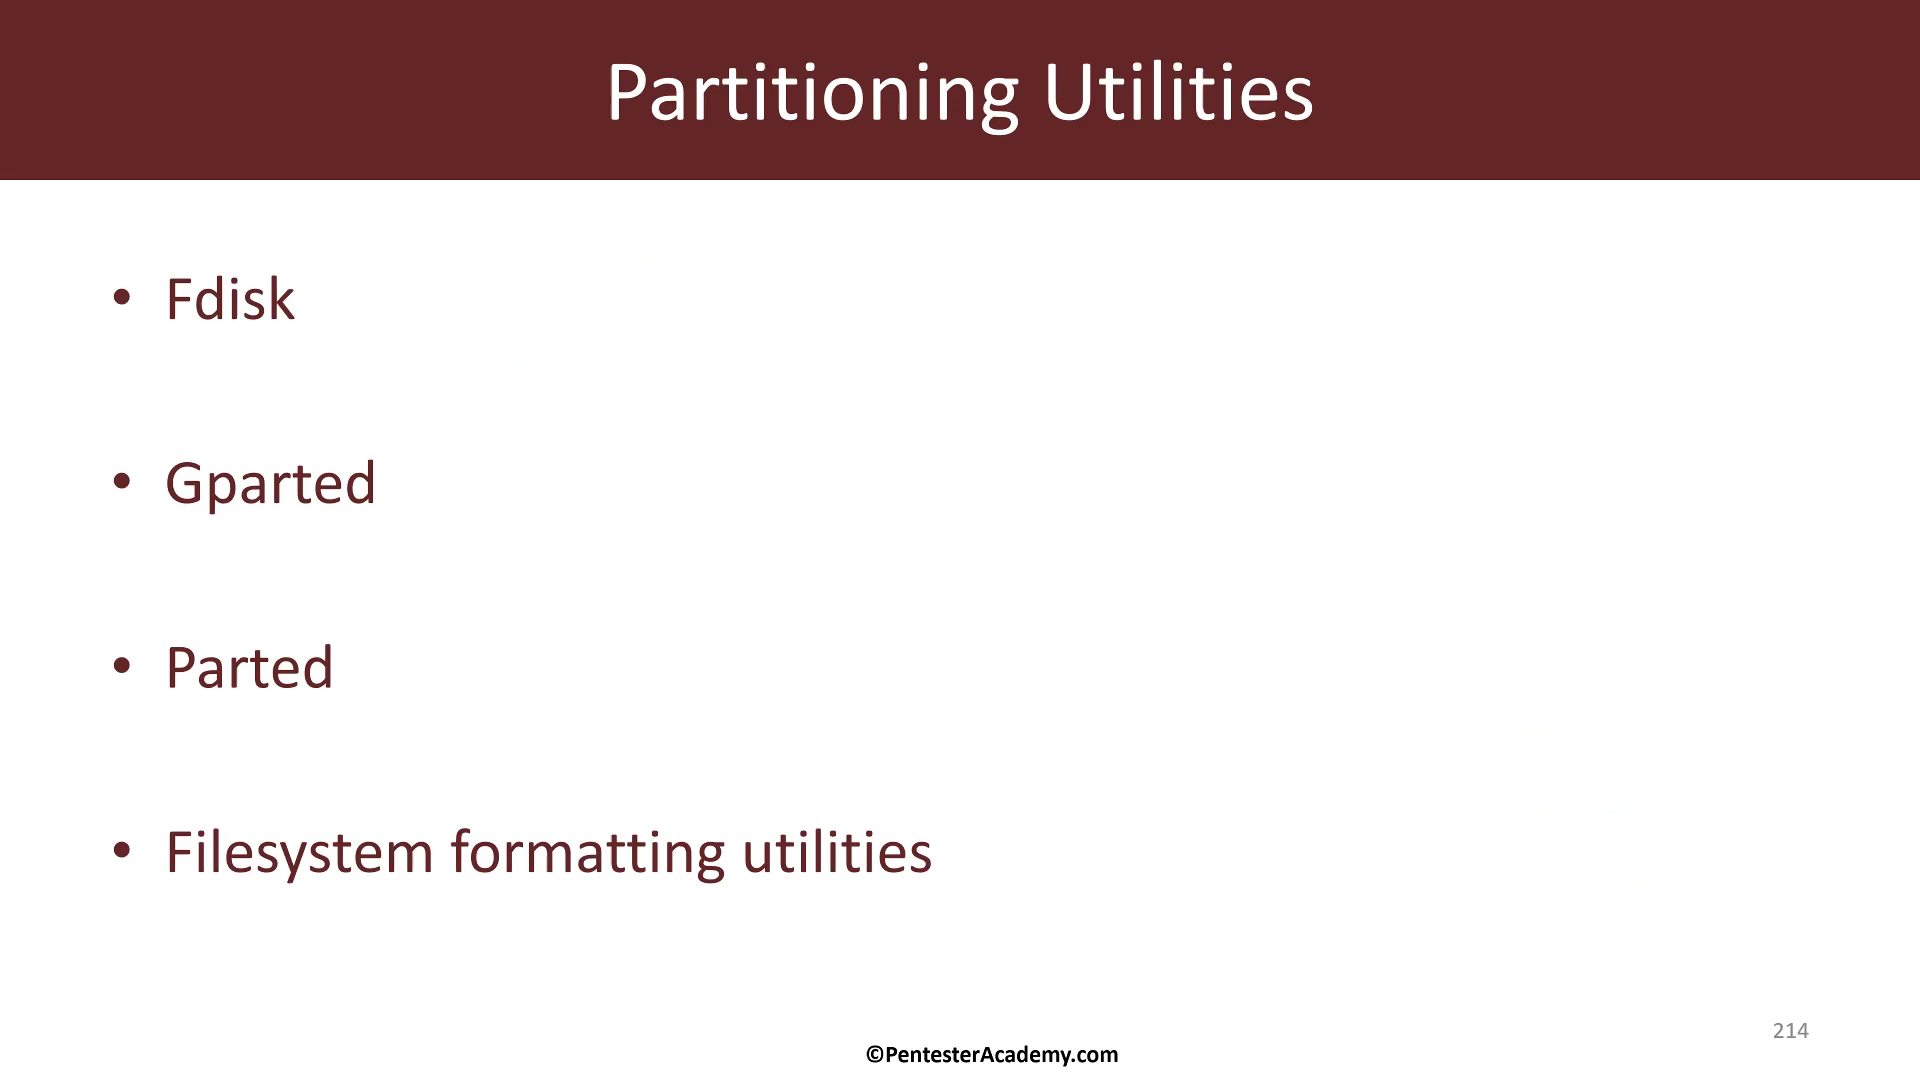 Partitioning Utilities
• Fdisk
• Gparted
• Parted
• Filesystem formatting utilities
214
©PentesterAcademy.com